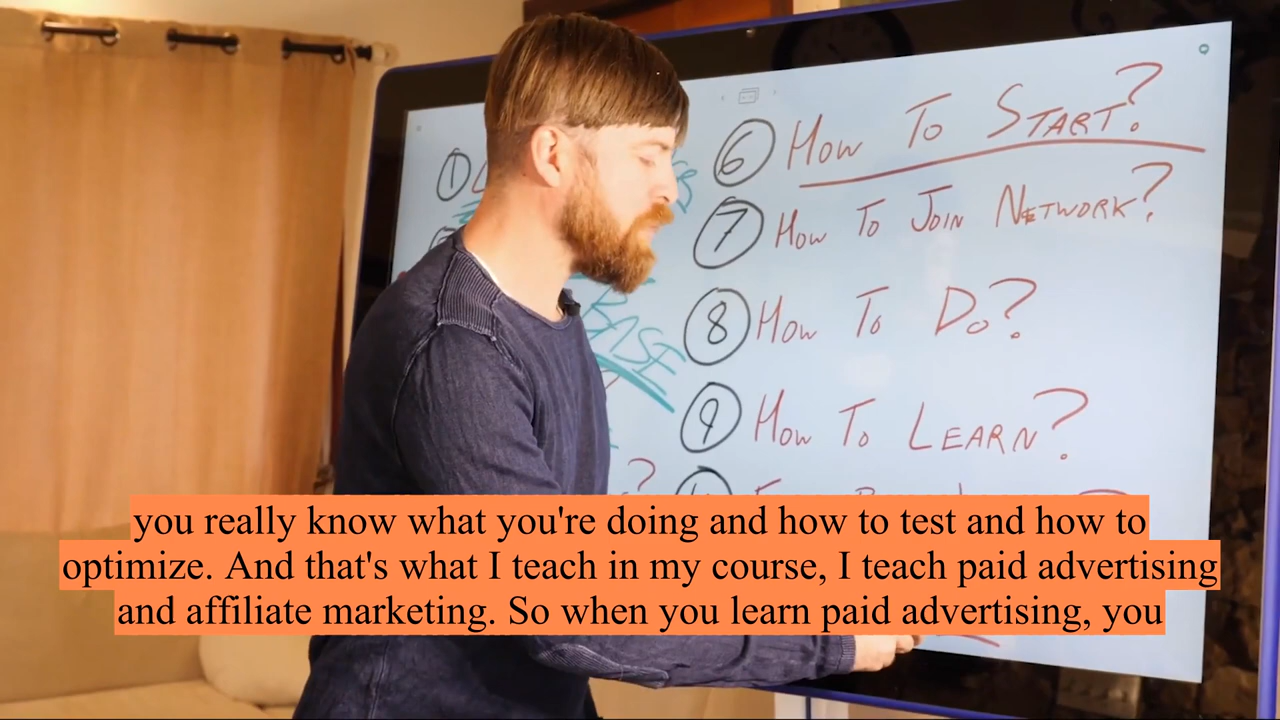 ① 
⑥ How To Start?
⑦ How To Join Network?
⑧ How To Do?
BASE
⑨ How To Learn?
?
you really know what you're doing and how to test and how to
optimize. And that's what I teach in my course, I teach paid advertising
and affiliate marketing. So when you learn paid advertising, you